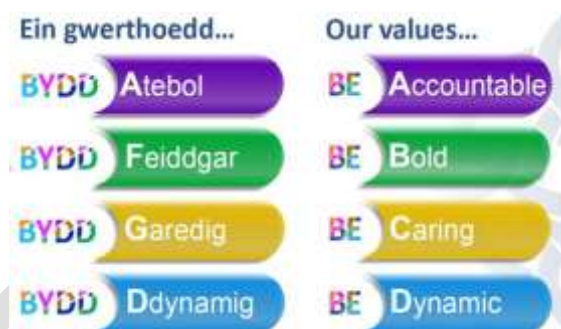 Ein gwerthoedd...
BYDD Atebol
BYDD Feiddgar
BYDD Garedig
BYDD Ddynamig
Our values...
BE Accountable
BE Bold
BE Caring
BE Dynamic